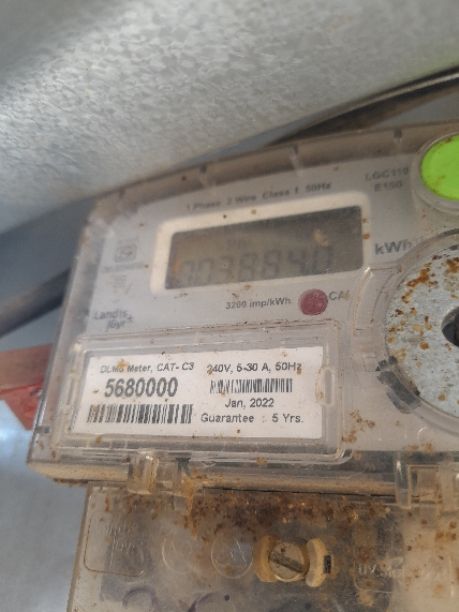 LGC110
E150
1 Phase 2 Wire Class 1 50Hz
kWh
3200 imp/kWh
CAL
Landis
Gyr
DLMS Meter, CAT- C3
240V, 5-30 A, 50Hz
5680000
Jan, 2022
Guarantee : 5 Yrs.